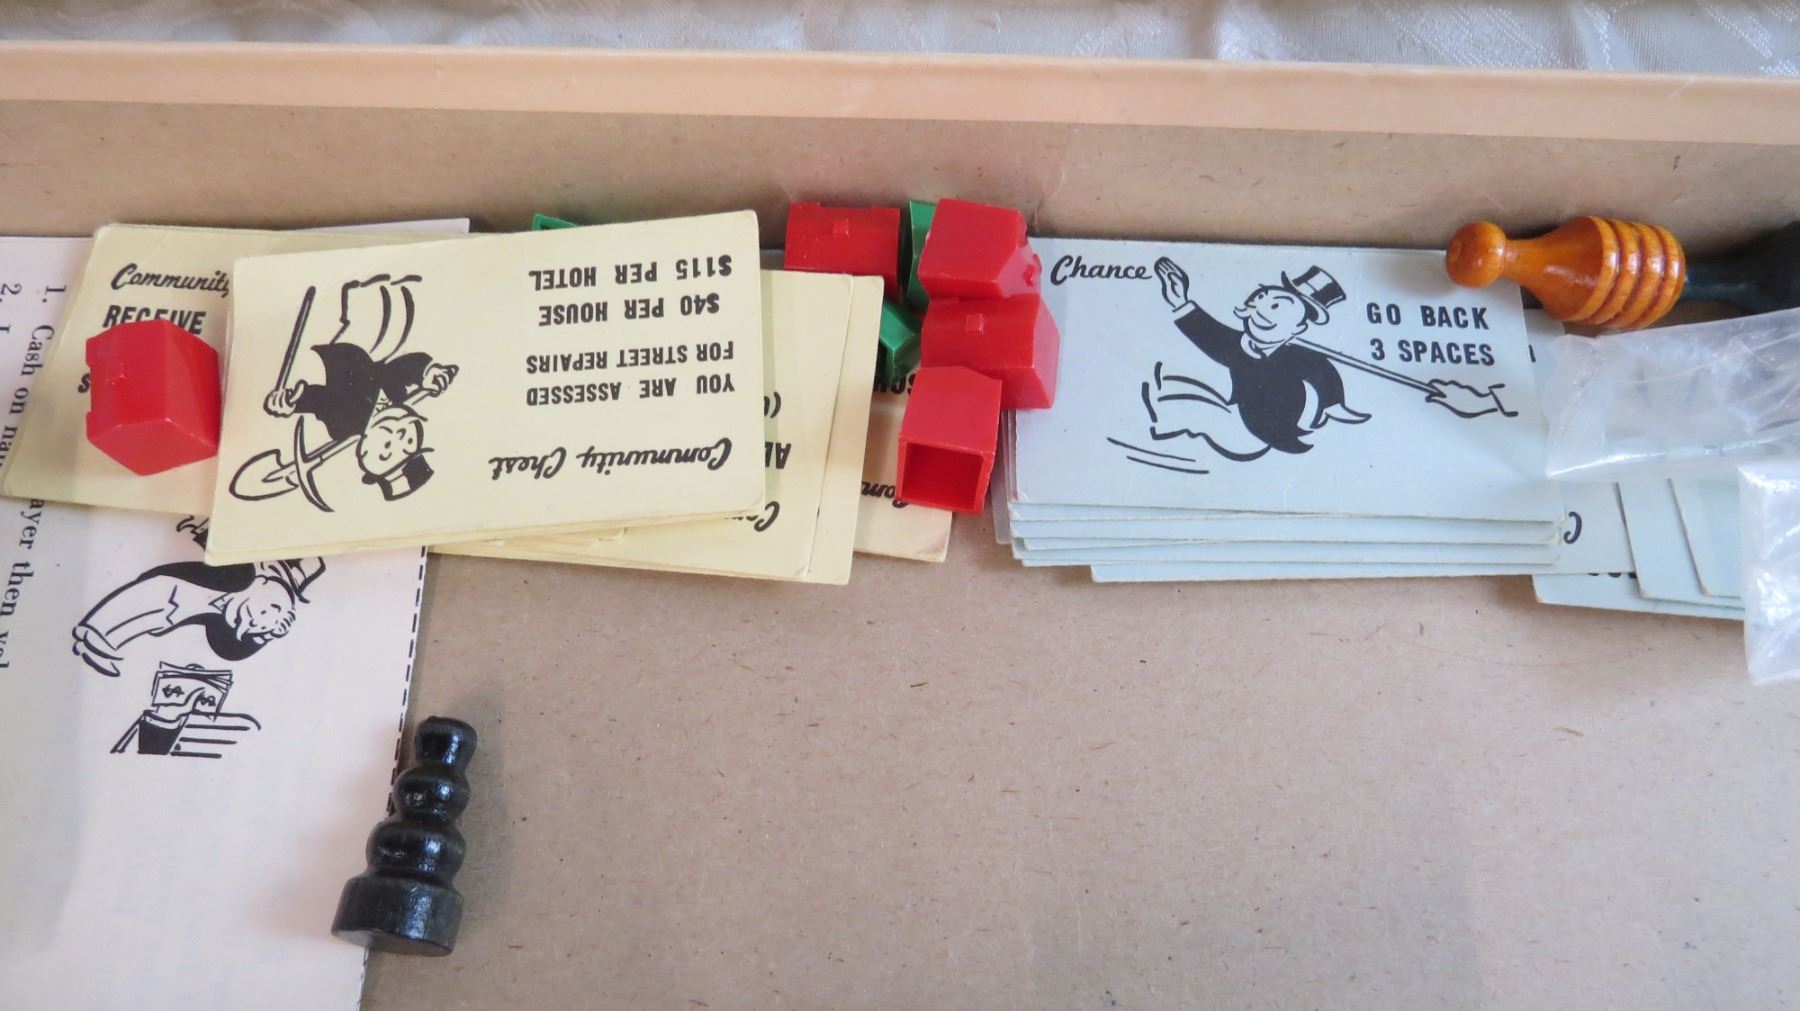 Community
RECEIVE
S
Community Chest
YOU ARE ASSESSED
FOR STREET REPAIRS
$40 PER HOUSE
$115 PER HOTEL
Chance
GO BACK
3 SPACES
1. Cash on
2.
ayer then
$
$